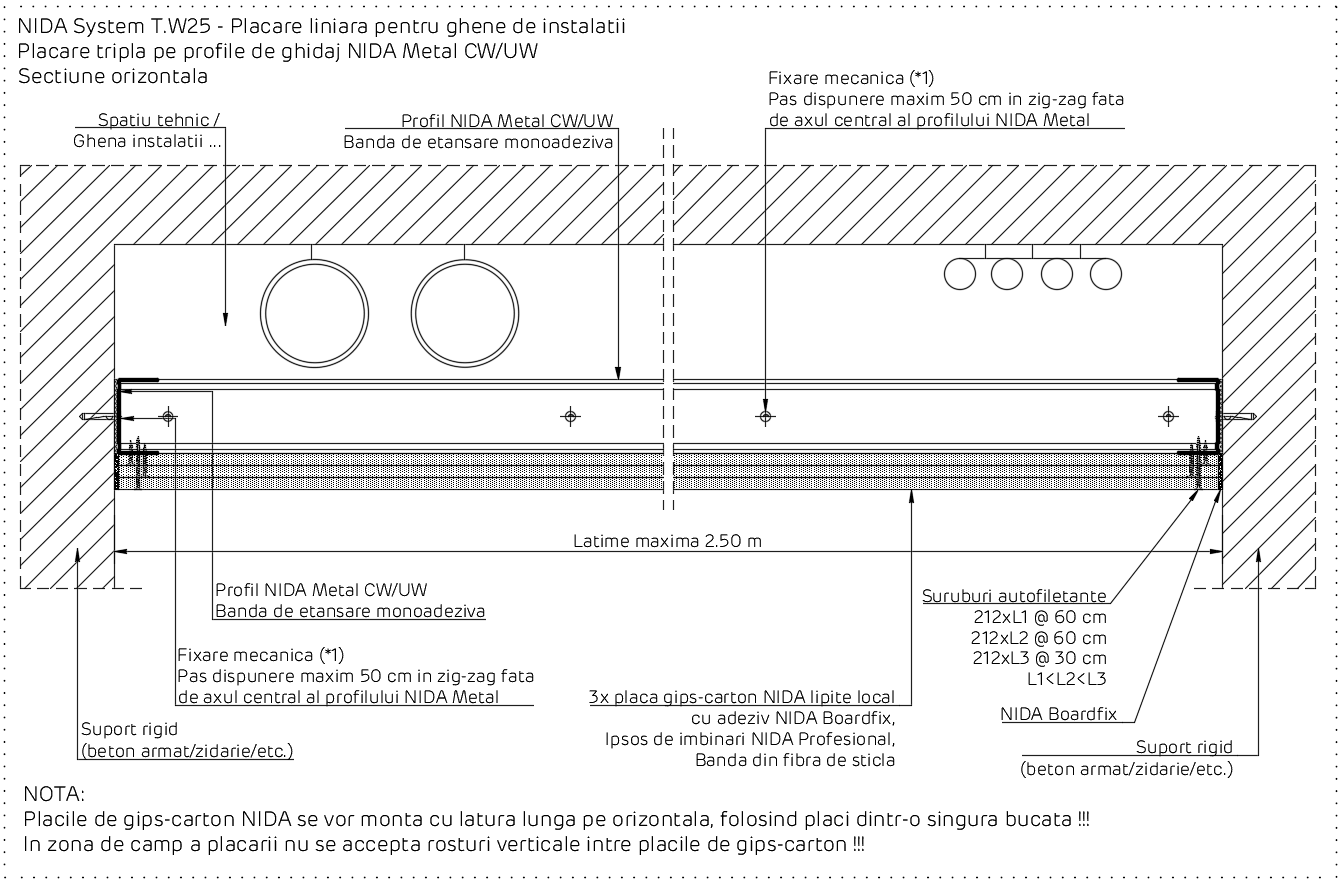 NIDA System T.W25 - Placare liniara pentru ghene de instalatii
Placare tripla pe profile de ghidaj NIDA Metal CW/UW
Sectiune orizontala
Fixare mecanica (*1)
Pas dispunere maxim 50 cm in zig-zag fata
de axul central al profilului NIDA Metal
Spatiu tehnic /
Ghena instalatii ...
Profil NIDA Metal CW/UW
Banda de etansare monoadeziva
Latime maxima 2.50 m
Profil NIDA Metal CW/UW
Banda de etansare monoadeziva
Fixare mecanica (*1)
Pas dispunere maxim 50 cm in zig-zag fata
de axul central al profilului NIDA Metal
Suport rigid
(beton armat/zidarie/etc.)
3x placa gips-carton NIDA lipite local
cu adeziv NIDA Boardfix,
Ipsos de imbinari NIDA Profesional,
Banda din fibra de sticla
Suruburi autofiletante
212xL1 @ 60 cm
212xL2 @ 60 cm
212xL3 @ 30 cm
L1<L2<L3
NIDA Boardfix
Suport rigid
(beton armat/zidarie/etc.)
NOTA:
Placile de gips-carton NIDA se vor monta cu latura lunga pe orizontala, folosind placi dintr-o singura bucata !!!
In zona de camp a placarii nu se accepta rosturi verticale intre placile de gips-carton !!!